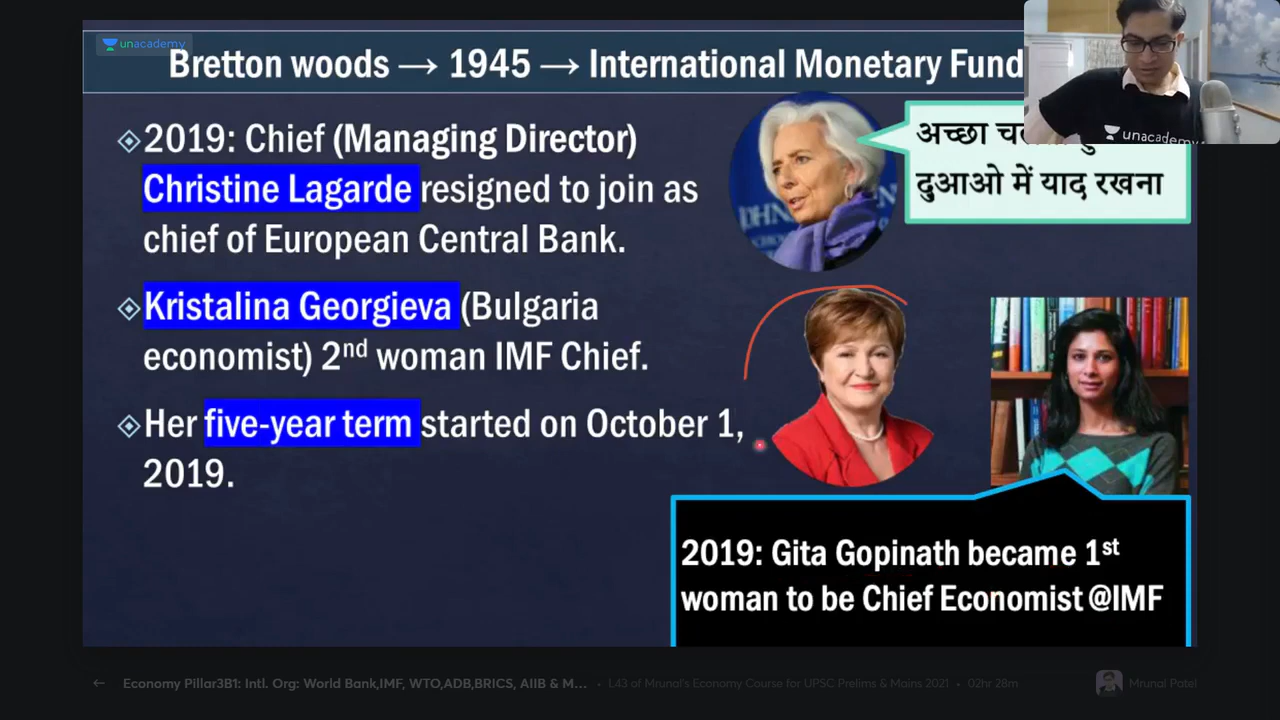 unacademy
Bretton woods → 1945 → International Monetary Fund
2019: Chief (Managing Director)
Christine Lagarde resigned to join as
chief of European Central Bank.
अच्छा
दुआओ में याद रखना
unacademy
Kristalina Georgieva (Bulgaria
economist) 2nd woman IMF Chief.
Her five-year term started on October 1,
2019.
2019: Gita Gopinath became 1st
woman to be Chief Economist @IMF
← Economy Pillar3B1: Intl. Org: World Bank,IMF, WTO,ADB,BRICS, AIIB & M... • L43 of Mrunal's Economy Course for UPSC Prelims & Mains 2021 • 02hr 28m
Mrunal Patel